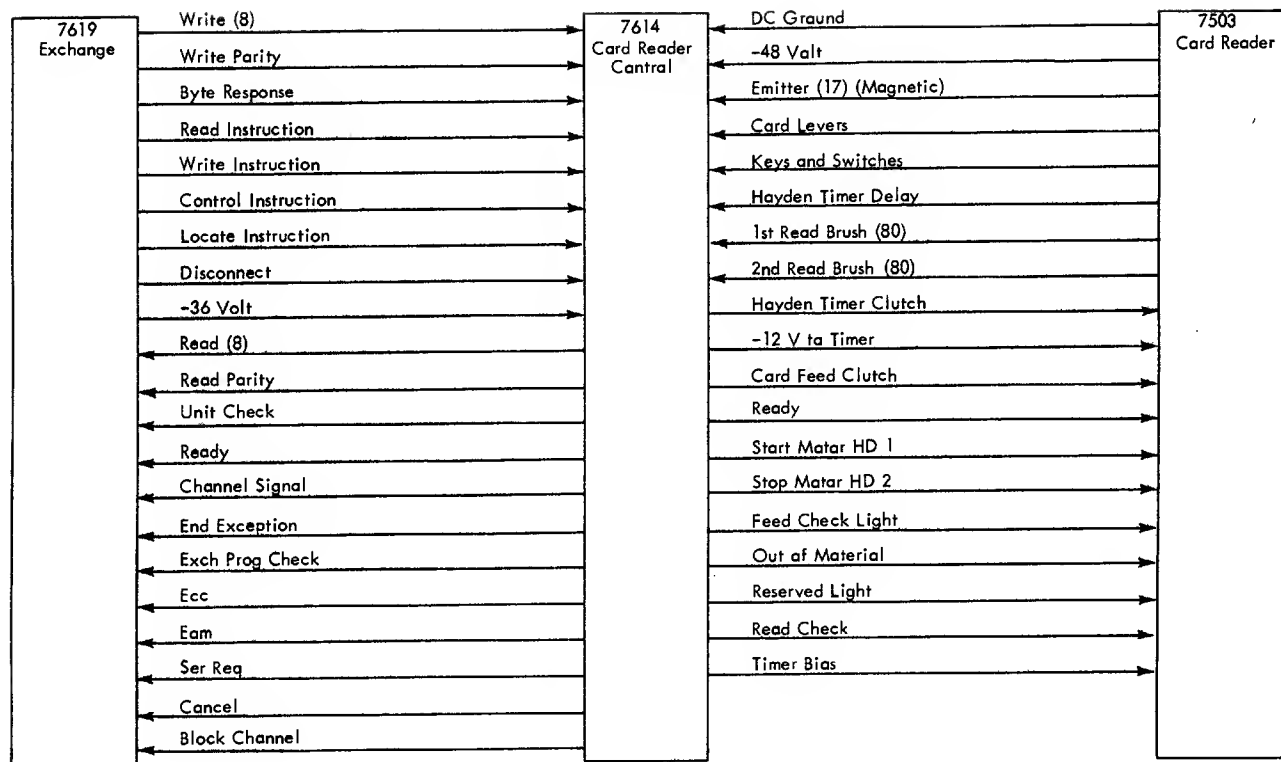 7619
Exchange
Write (8)
Write Parity
Byte Response
Read Instruction
Write Instruction
Control Instruction
Locate Instruction
Disconnect
-36 Volt
Read (8)
Read Parity
Unit Check
Ready
Channel Signal
End Exception
Exch Prog Check
Ecc
Eam
Ser Req
Cancel
Block Channel
7614
Card Reader
Cantral
DC Ground
-48 Valt
Emitter (17) (Magnetic)
Card Levers
Keys and Switches
Hayden Timer Delay
1st Read Brush (80)
2nd Read Brush (80)
Hayden Timer Clutch
-12 V ta Timer
Card Feed Clutch
Ready
Start Matar HD 1
Stop Matar HD 2
Feed Check Light
Out af Material
Reserved Light
Read Check
Timer Bias
7503
Card Reader